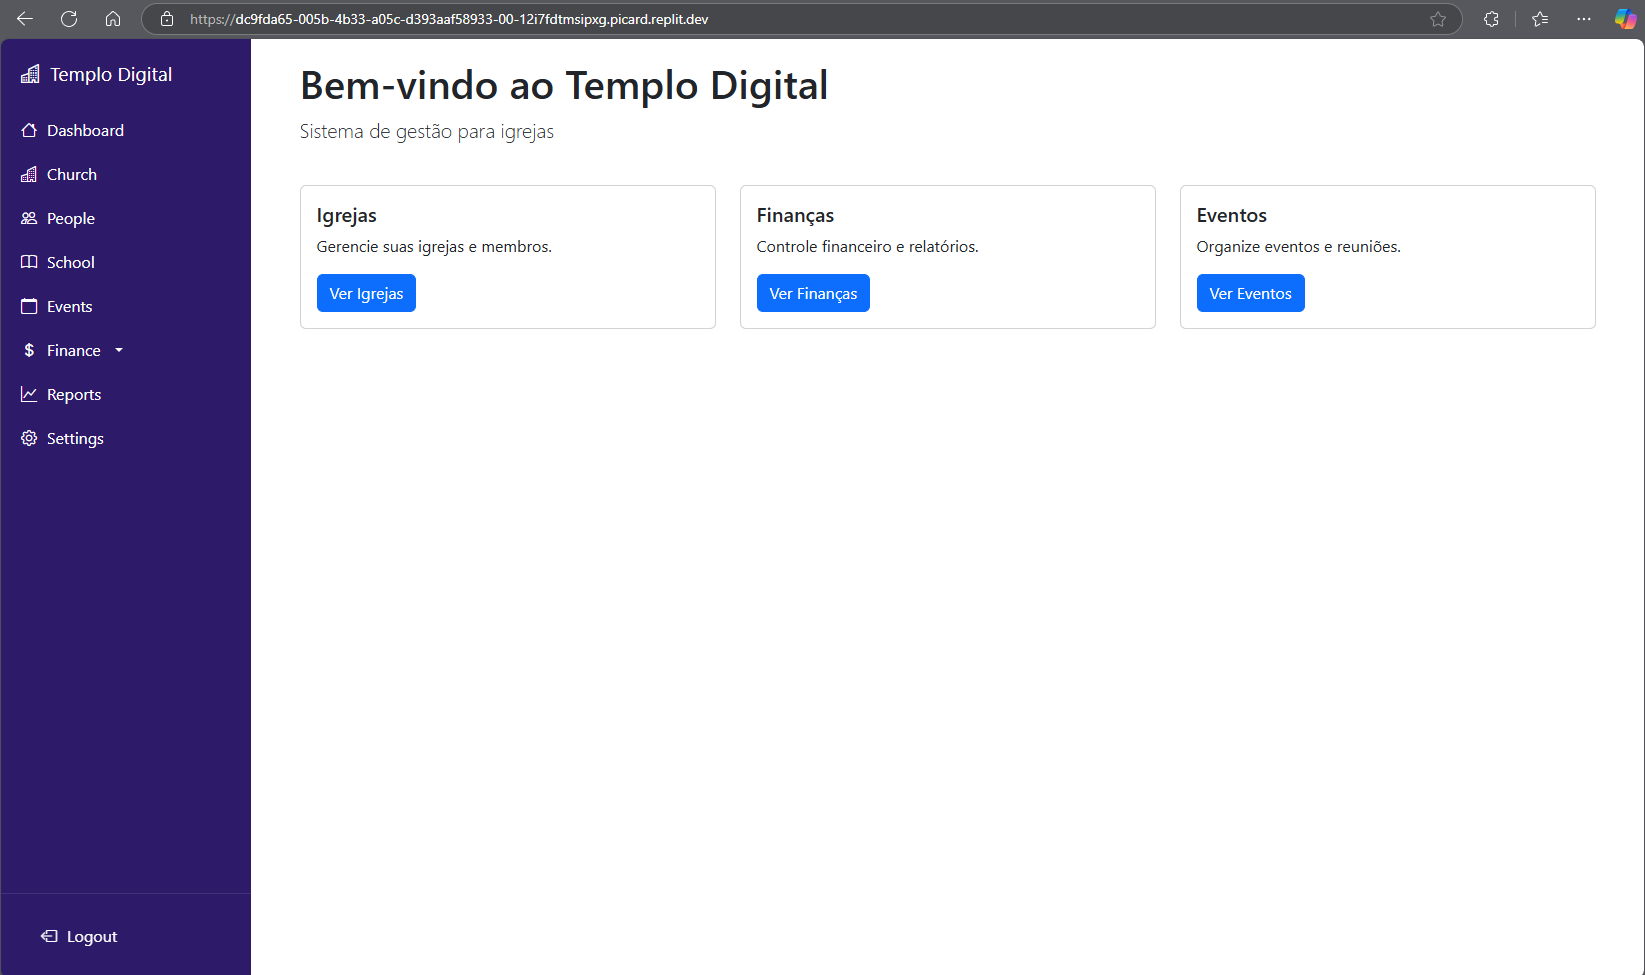 https://dc9fda65-005b-4b33-a05c-d393aaf58933-00-12i7fdtmsipxg.picard.replit.dev
Templo Digital
Dashboard
Church
People
School
Events
Finance
Reports
Settings
Logout
Bem-vindo ao Templo Digital
Sistema de gestão para igrejas
Igrejas
Gerencie suas igrejas e membros.
Ver Igrejas
Finanças
Controle financeiro e relatórios.
Ver Finanças
Eventos
Organize eventos e reuniões.
Ver Eventos